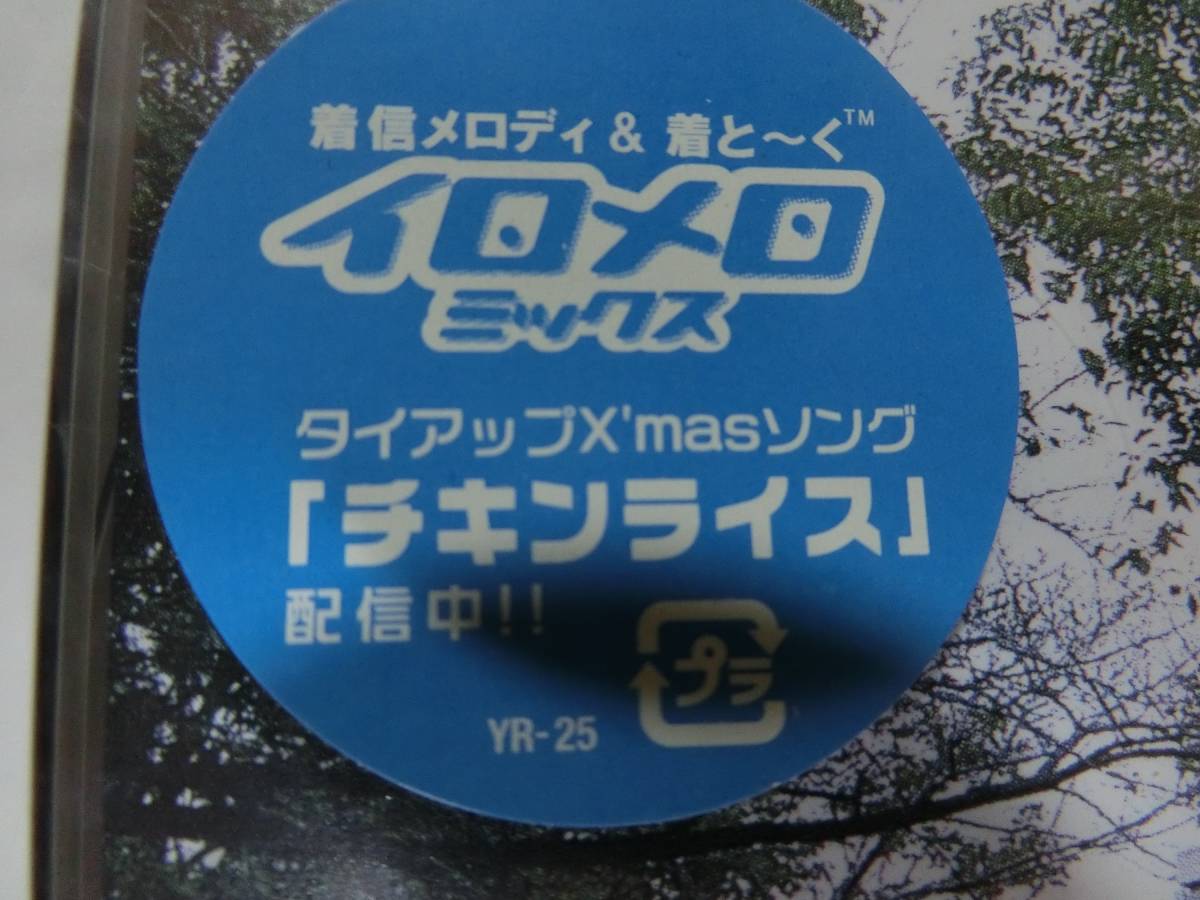 着信メロディ&着と〜く™
イロメロ
ミックス
タイアップX'masソング
「チキンライス」
配信中!!
プラ
YR-25